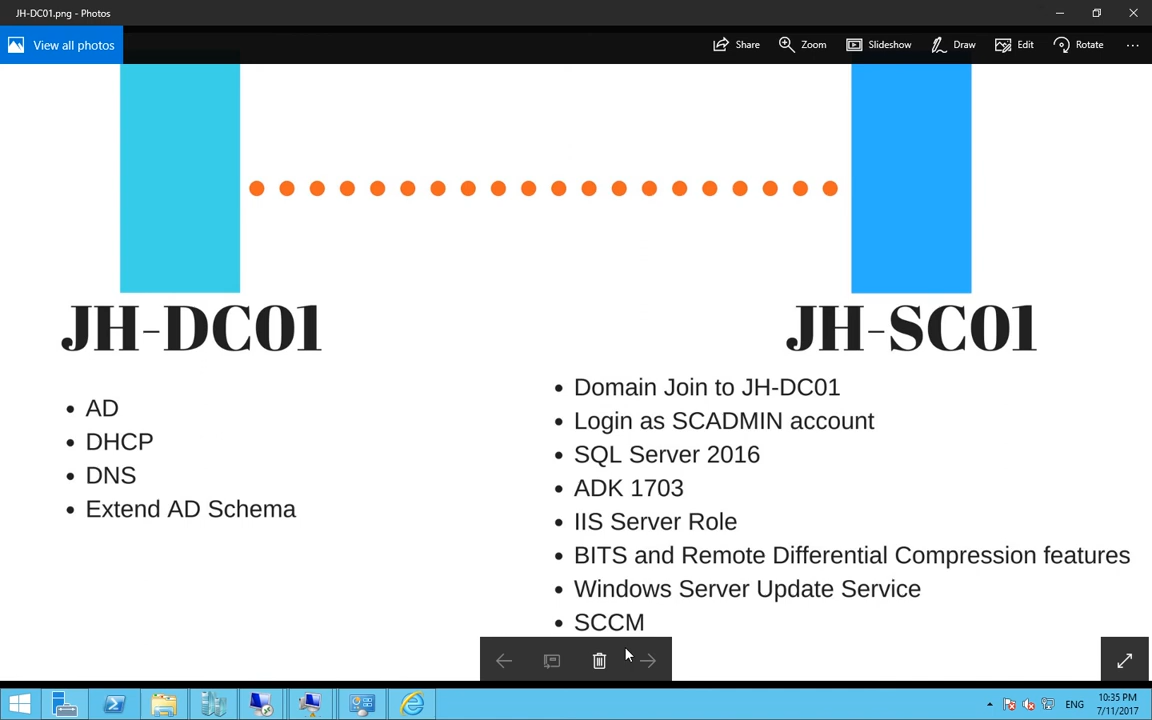 JH-DC01.png - Photos
View all photos
Share
Zoom
Slideshow
Draw
Edit
Rotate
JH-DC01
AD
DHCP
DNS
Extend AD Schema
JH-SC01
Domain Join to JH-DC01
Login as SCADMIN account
SQL Server 2016
ADK 1703
IIS Server Role
BITS and Remote Differential Compression features
Windows Server Update Service
SCCM
ENG
10:35 PM
7/11/2017